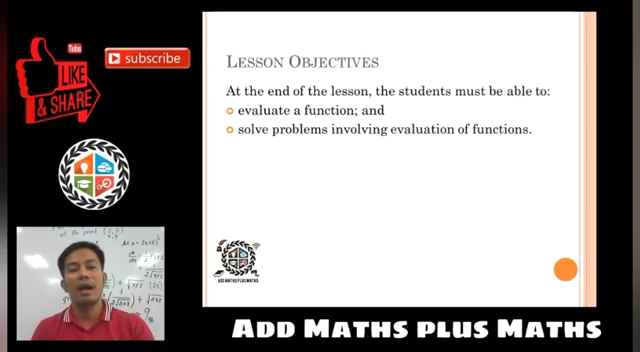 You Tube
LIKE
& SHARE
subscribe
LESSON OBJECTIVES
At the end of the lesson, the students must be able to:
evaluate a function; and
solve problems involving evaluation of functions.
ADD MATHS PLUS MATHS
ADD MATHS PLUS MATHS